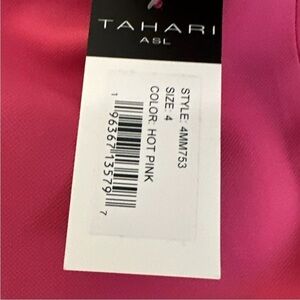 TAHARI
ASL
STYLE: 4MM753
SIZE: 4
COLOR: HOT PINK
1 96367 13579 7